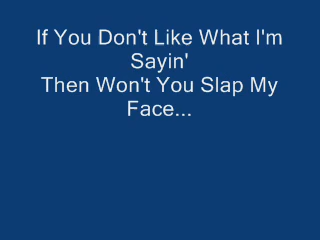 If You Don't Like What I'm
Sayin'
Then Won't You Slap My
Face...